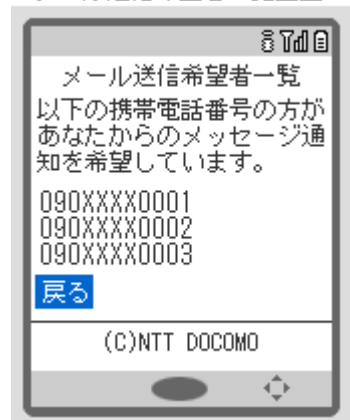 メール送信希望者一覧
以下の携帯電話番号の方が
あなたからのメッセージ通
知を希望しています。
090XXXX0001
090XXXX0002
090XXXX0003
戻る
(C)NTT DOCOMO